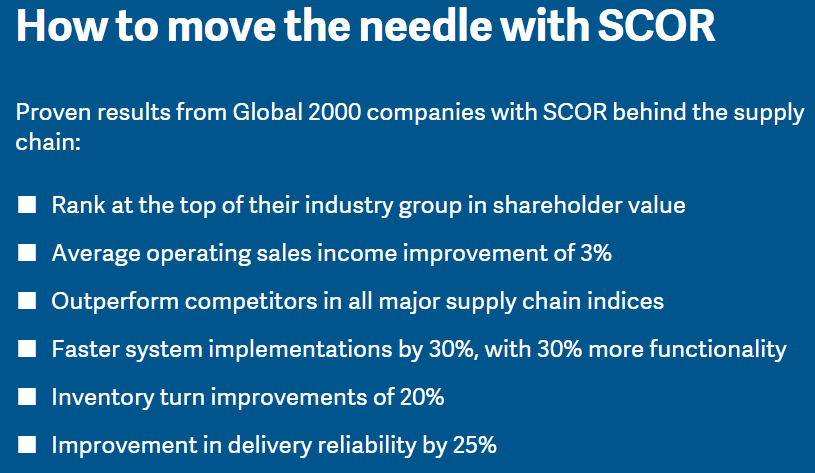 How to move the needle with SCOR
Proven results from Global 2000 companies with SCOR behind the supply
chain:
Rank at the top of their industry group in shareholder value
Average operating sales income improvement of 3%
Outperform competitors in all major supply chain indices
Faster system implementations by 30%, with 30% more functionality
Inventory turn improvements of 20%
Improvement in delivery reliability by 25%